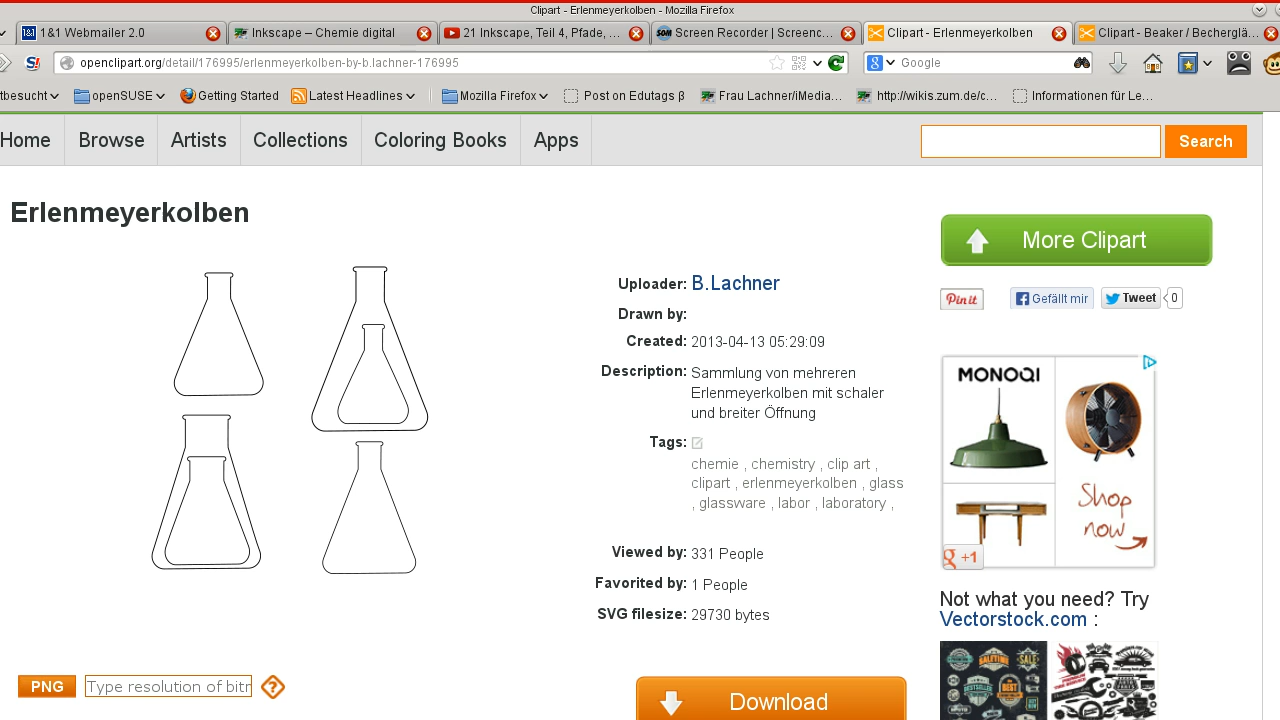 Clipart - Erlenmeyerkolben - Mozilla Firefox
1&1 Webmailer 2.0
Inkscape – Chemie digital
21 Inkscape, Teil 4, Pfade, ...
Screen Recorder | Screenc...
Clipart - Erlenmeyerkolben
Clipart - Beaker / Becherglä...
openclipart.org/detail/176995/erlenmeyerkolben-by-b.lachner-176995
Google
tbesucht
openSUSE
Getting Started
Latest Headlines
Mozilla Firefox
Post on Edutags β
Frau Lachner/iMedia...
http://wikis.zum.de/c...
Informationen für Le...
Home
Browse
Artists
Collections
Coloring Books
Apps
Search
Erlenmeyerkolben
Uploader: B.Lachner
Drawn by:
Created: 2013-04-13 05:29:09
Description: Sammlung von mehreren
Erlenmeyerkolben mit schaler
und breiter Öffnung
Tags:
chemie , chemistry , clip art ,
clipart , erlenmeyerkolben , glass
, glassware , labor , laboratory ,
Viewed by: 331 People
Favorited by: 1 People
SVG filesize: 29730 bytes
PNG
Type resolution of bitr
Download
More Clipart
Pin it
Gefällt mir
Tweet
0
MONOQI
Shop
now
g +1
Not what you need? Try
Vectorstock.com :